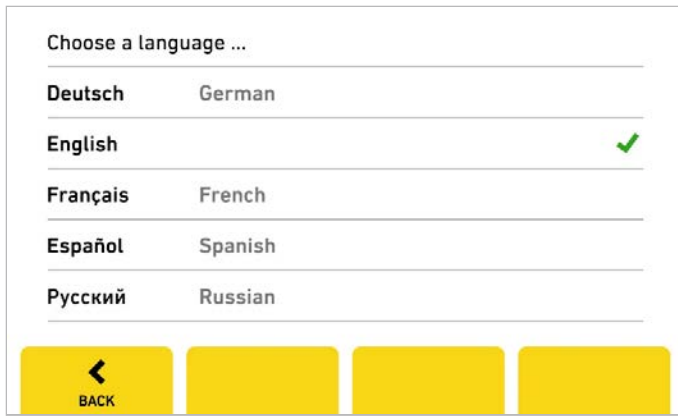 Choose a language ...
Deutsch German
English
Français French
Español Spanish
Русский Russian
BACK